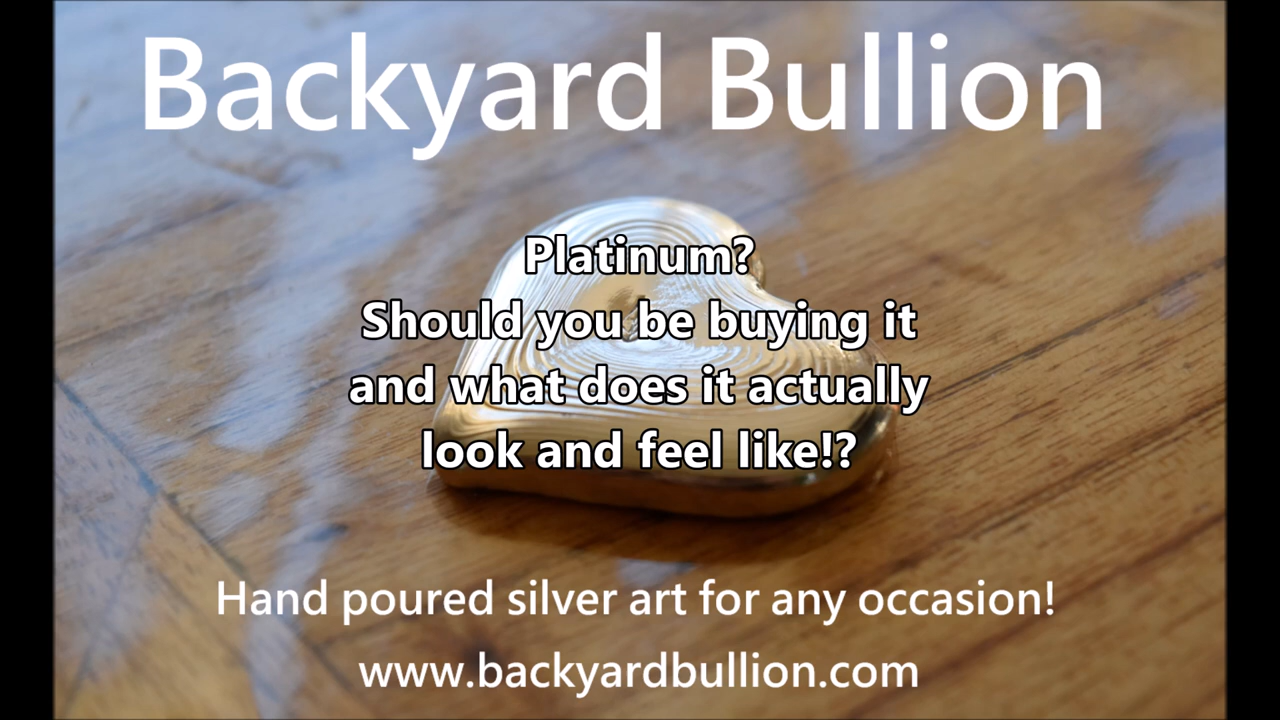 Backyard Bullion
Platinum?
Should you be buying it
and what does it actually
look and feel like!?
Hand poured silver art for any occasion!
www.backyardbullion.com